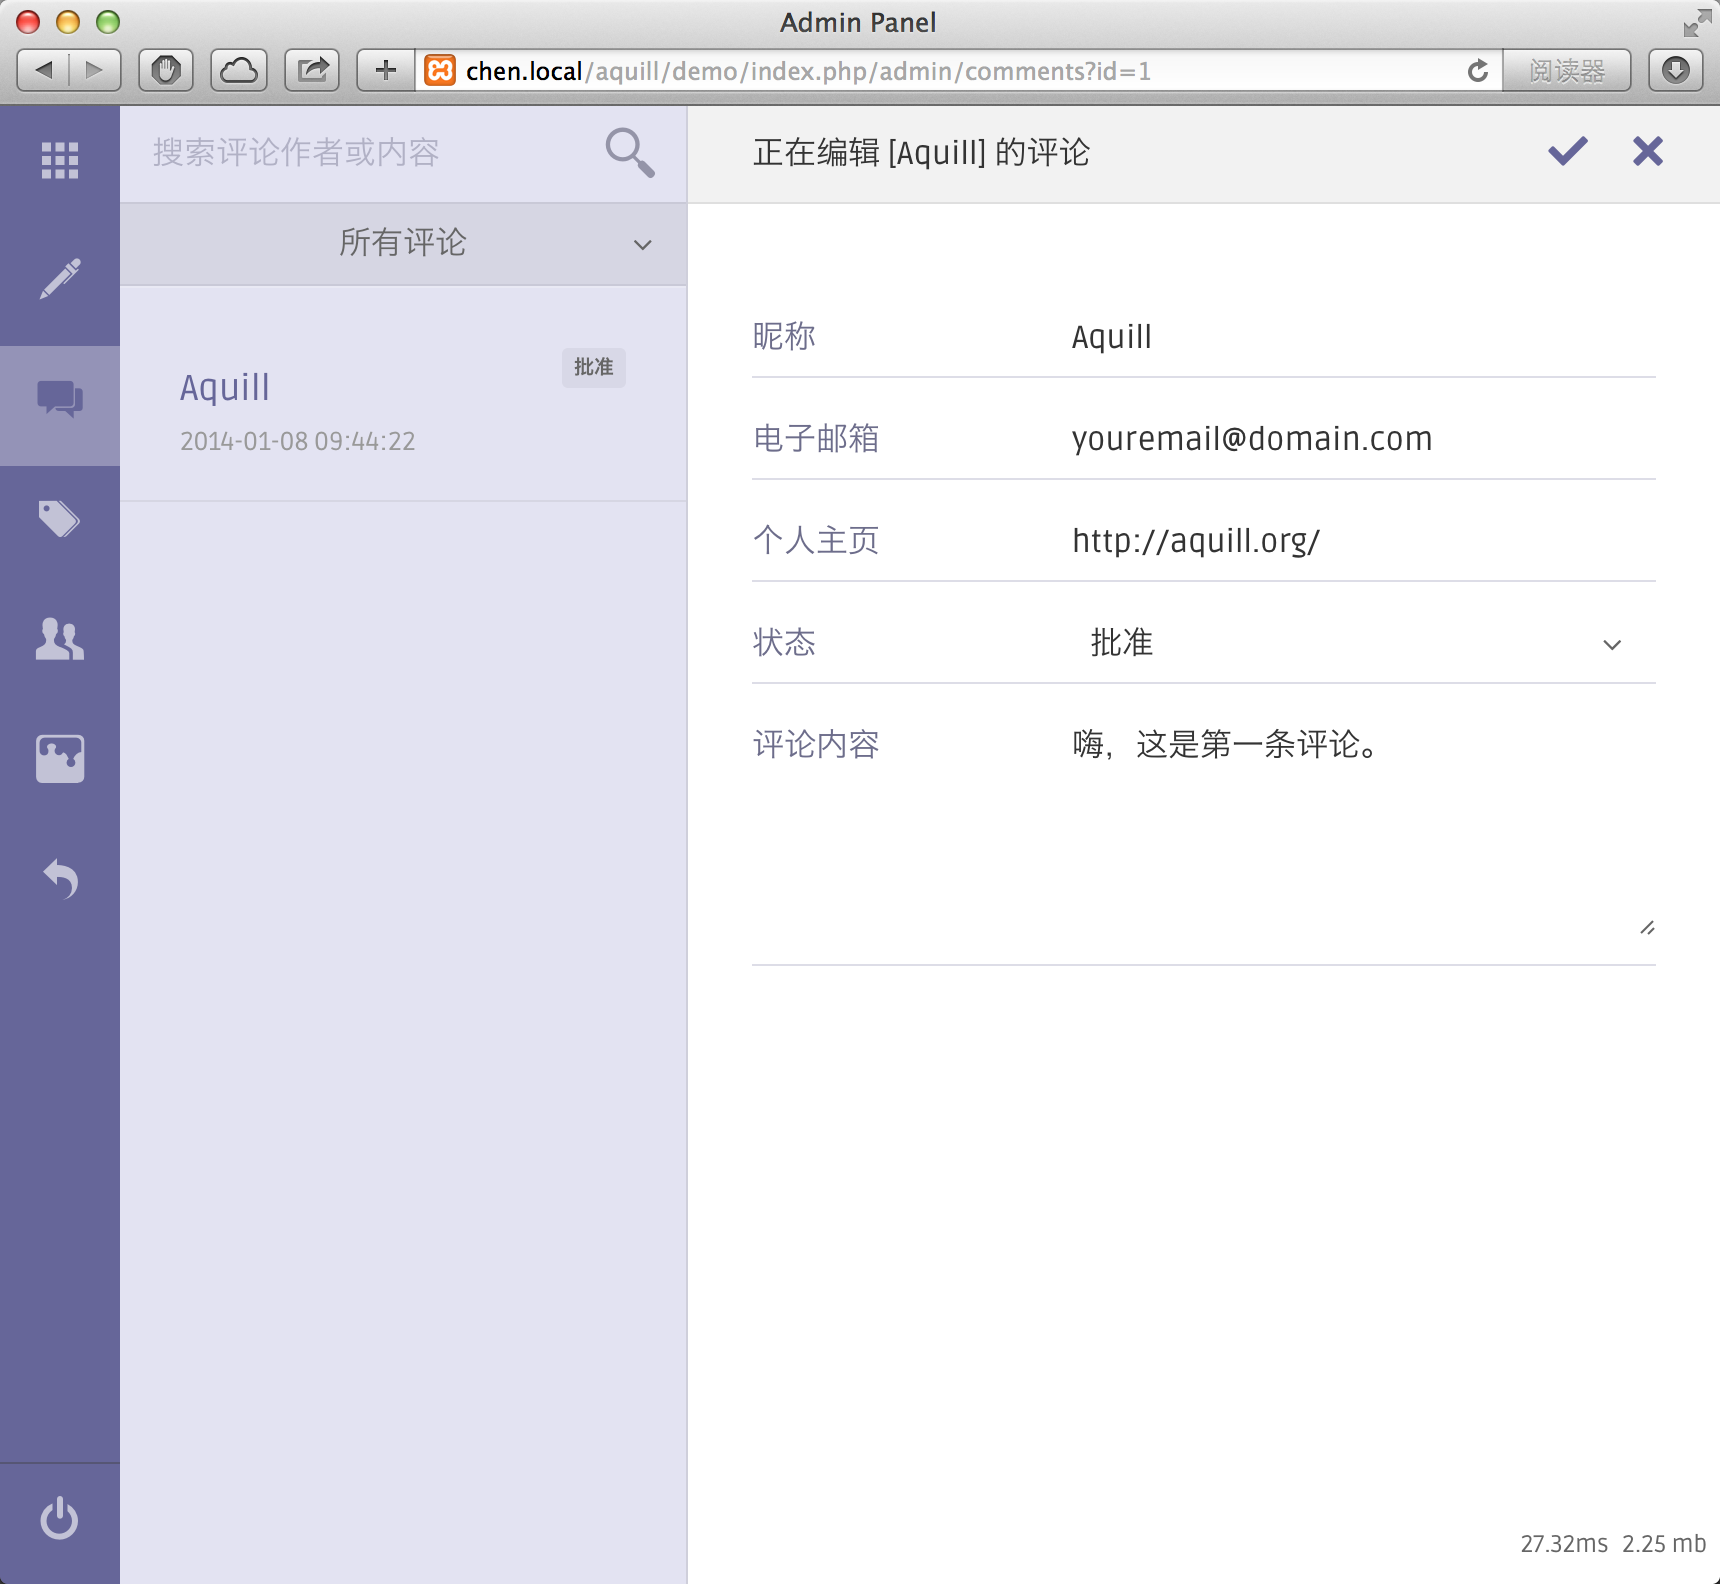 Admin Panel
chen.local/aquill/demo/index.php/admin/comments?id=1
阅读器
搜索评论作者或内容
正在编辑 [Aquill] 的评论
所有评论
Aquill
批准
2014-01-08 09:44:22
昵称 Aquill
电子邮箱 youremail@domain.com
个人主页 http://aquill.org/
状态 批准
评论内容 嗨，这是第一条评论。
27.32ms 2.25 mb